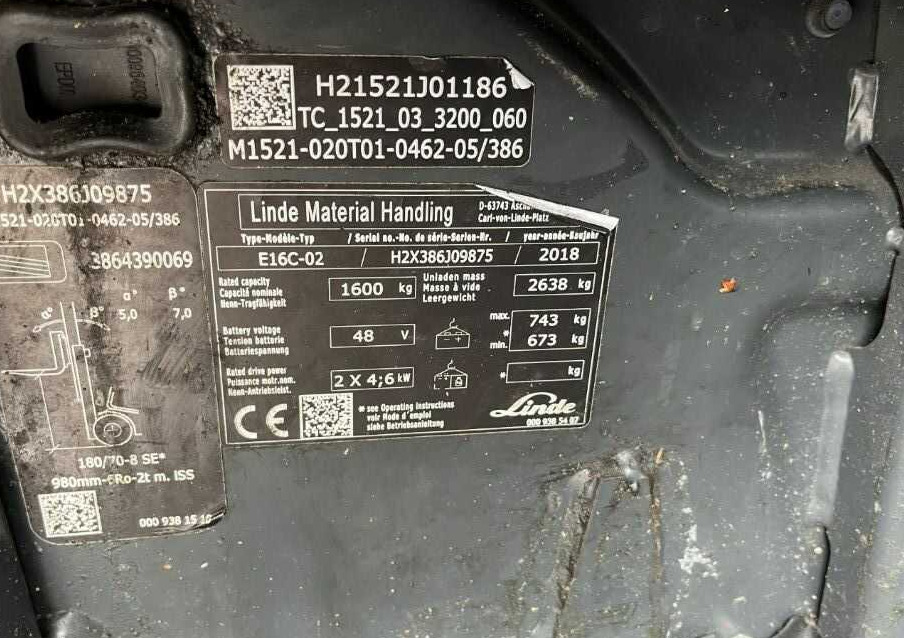 H21521J01186
TC_1521_03_3200_060
M1521-020T01-0462-05/386
H2X386J09875
521-020T01-0462-05/386
3864390069
α° β°
α° β° 5,0 7,0
180/70-8 SE*
980mm-6Ro-2t m. ISS
000 938 15 10
Linde Material Handling
D-63743
Carl-von-Linde-Platz
Type-Modèle-Typ / Serial no.-No. de série-Serien-Nr. / year-année-Baujahr
E16C-02 / H2X386J09875 / 2018
Rated capacity
Capacité nominale
Nenn-Tragfähigkeit
1600 kg
Unladen mass
Masse à vide
Leergewicht
2638 kg
Battery voltage
Tension batterie
Batteriespannung
48 V
max. 743 kg
*
min. 673 kg
Rated drive power
Puissance motr.nom.
Nenn-Antriebsleist.
2 X 4;6 kW
* kg
CE
* see Operating Instructions
voir Mode d'emploi
siehe Betriebsanleitung
Linde
000 938 54 07